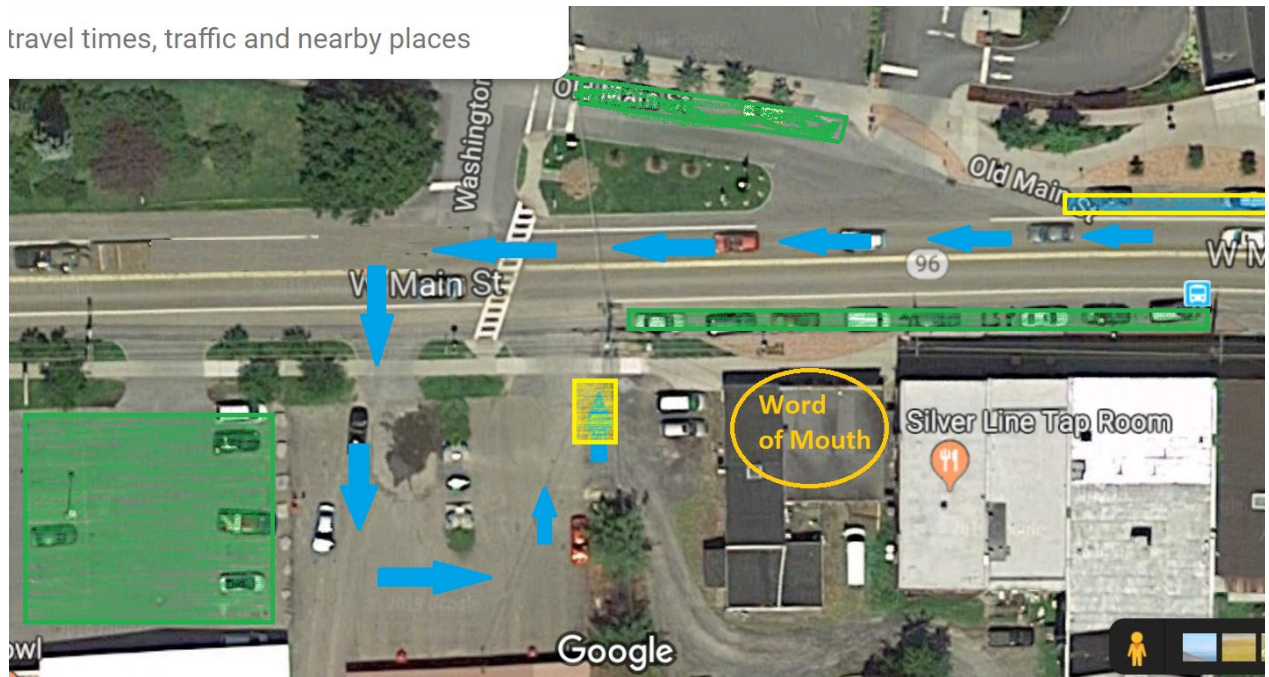 travel times, traffic and nearby places
Washington
Old Main St
W Main St
96
W M
Word
of Mouth
Silver Line Tap Room
owl
Google